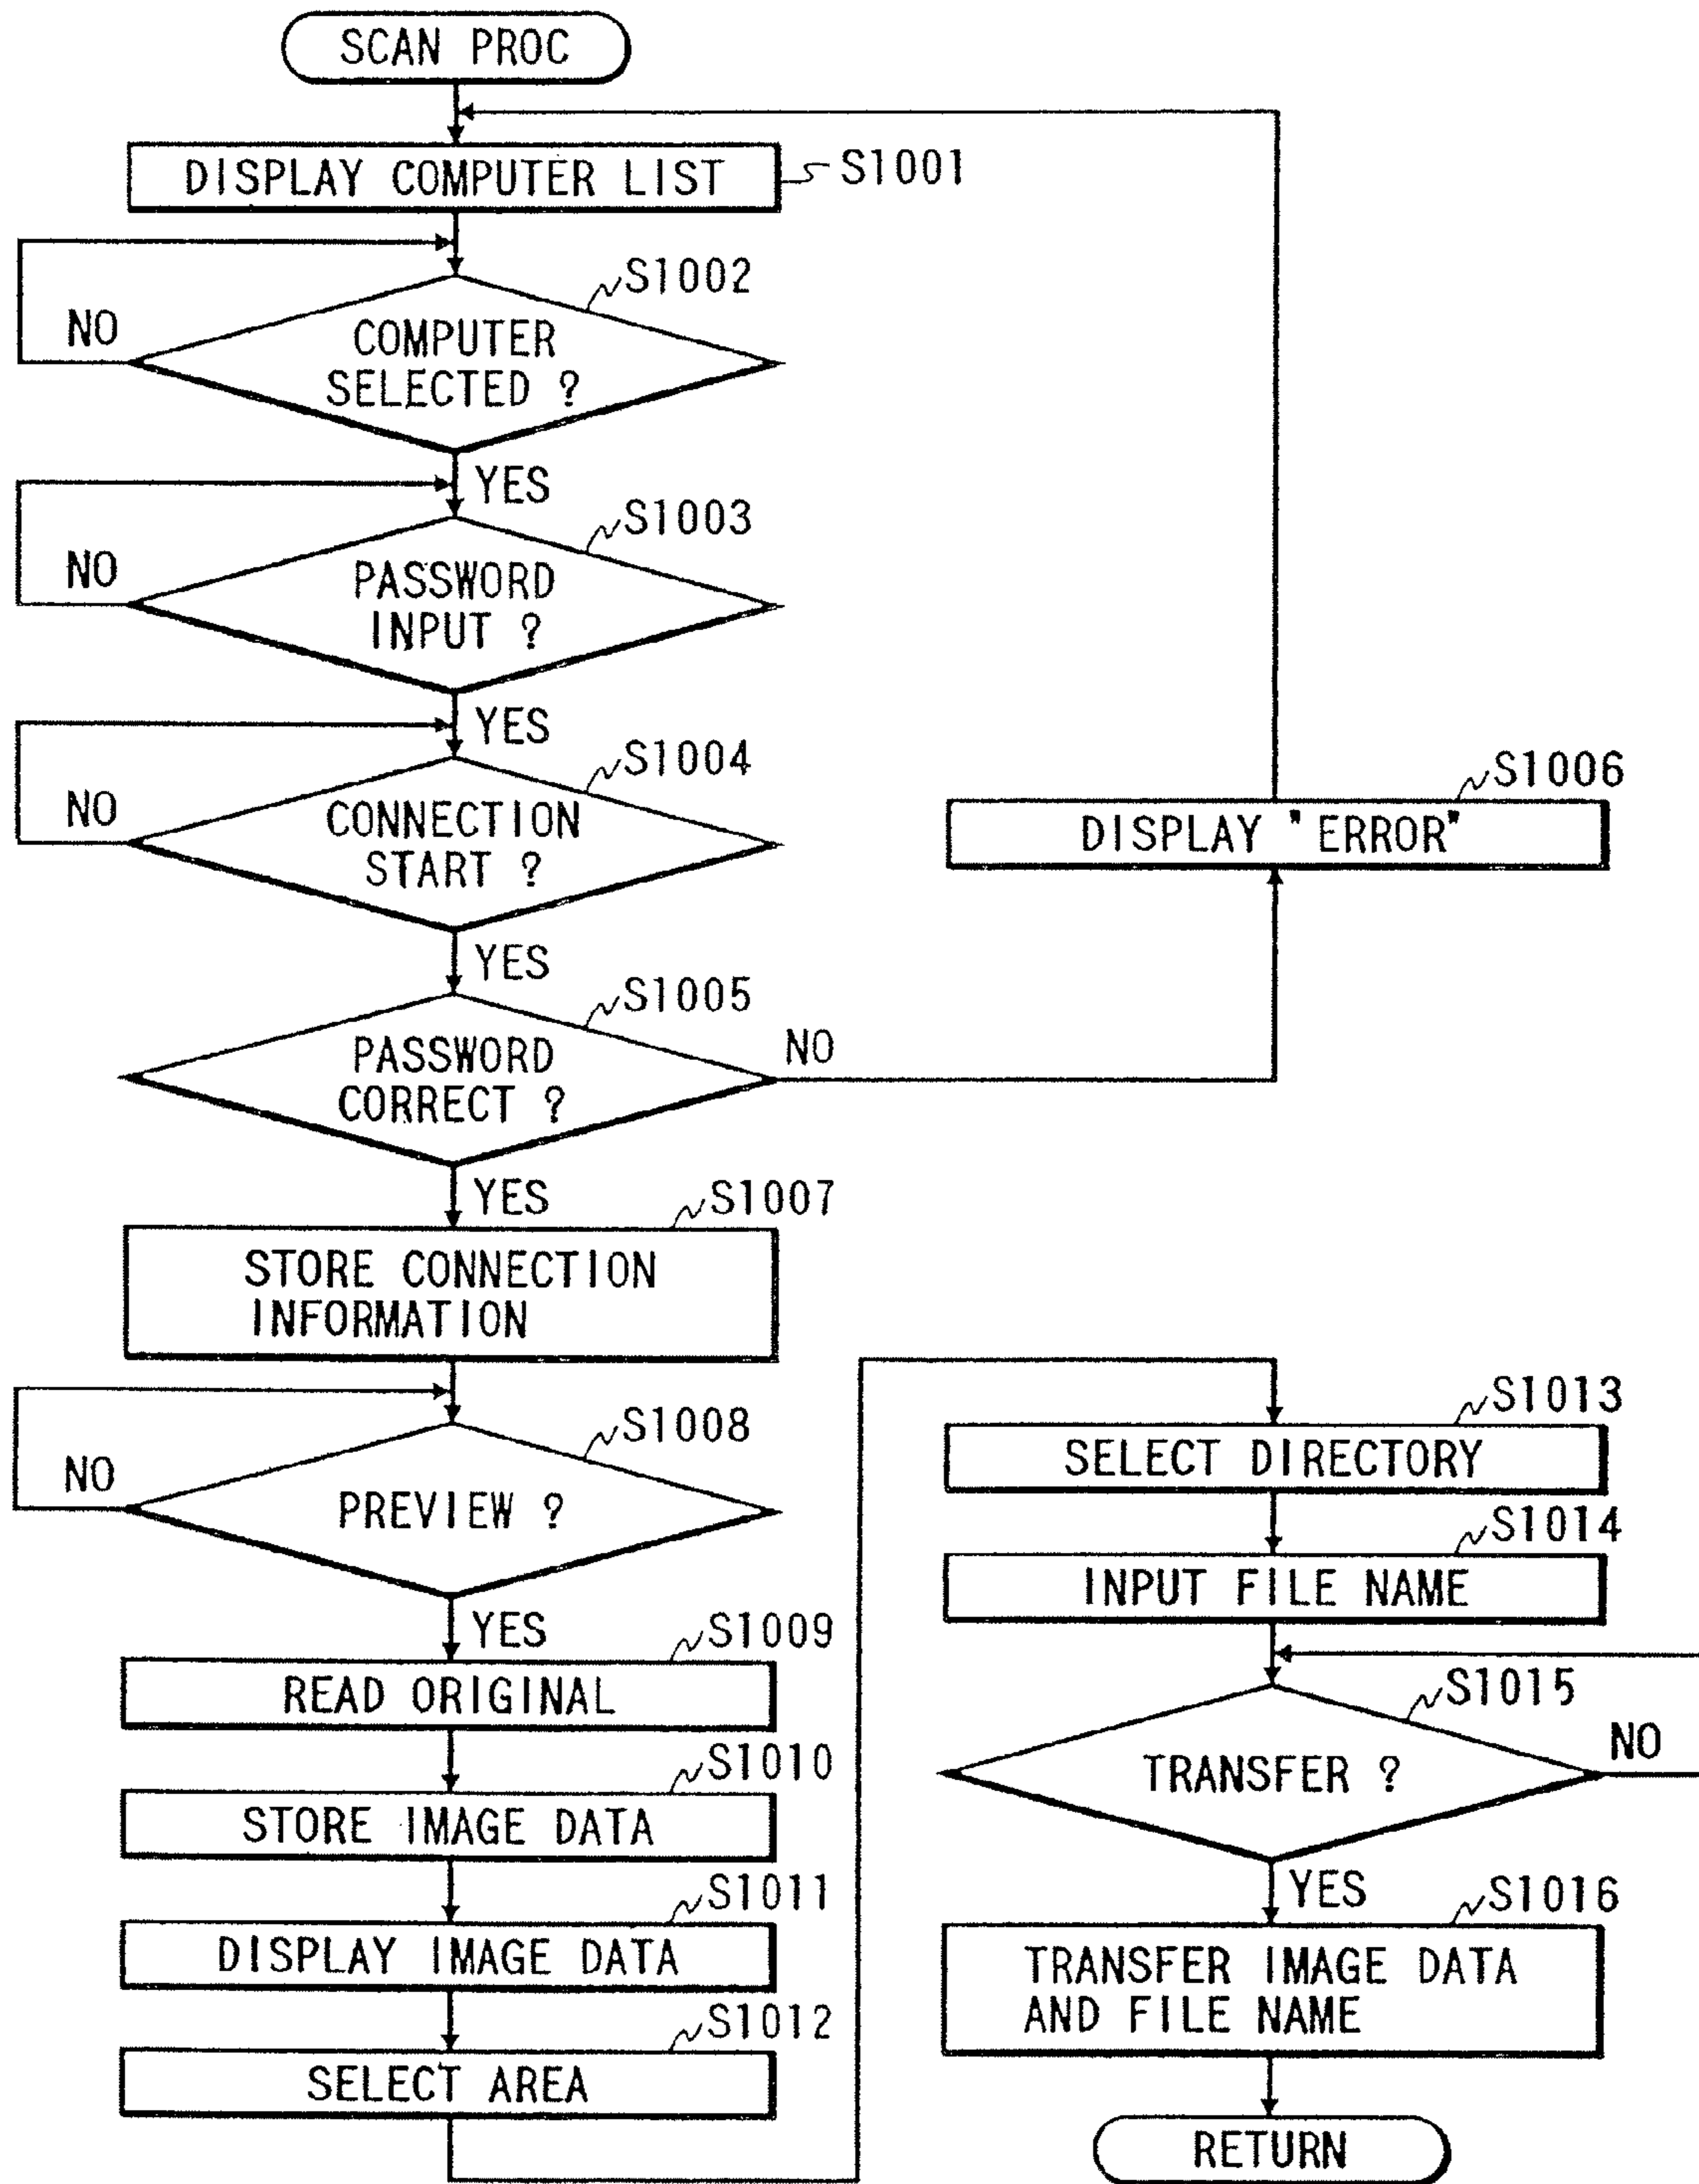 SCAN PROC
DISPLAY COMPUTER LIST
S1001
S1002
NO
COMPUTER
SELECTED ?
YES
S1003
NO
PASSWORD
INPUT ?
YES
S1004
NO
CONNECTION
START ?
YES
S1005
PASSWORD
CORRECT ?
NO
S1006
DISPLAY "ERROR"
YES
S1007
STORE CONNECTION
INFORMATION
S1008
NO
PREVIEW ?
YES
S1009
READ ORIGINAL
S1010
STORE IMAGE DATA
S1011
DISPLAY IMAGE DATA
S1012
SELECT AREA
S1013
SELECT DIRECTORY
S1014
INPUT FILE NAME
S1015
TRANSFER ?
NO
YES
S1016
TRANSFER IMAGE DATA
AND FILE NAME
RETURN